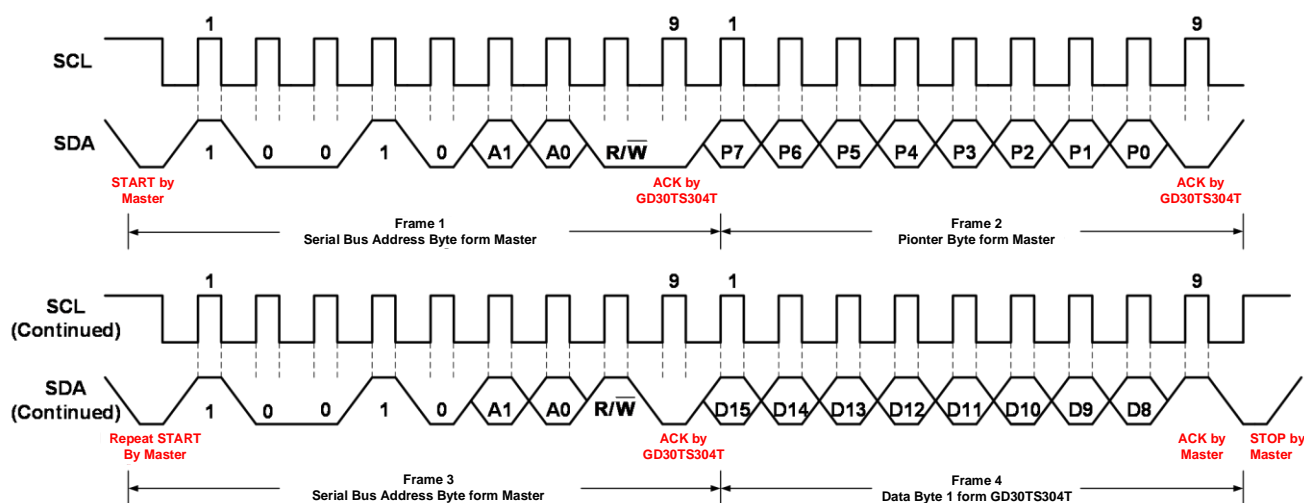 1 9 1 9
SCL
SDA
1 0 0 1 0 A1 A0 R/W̅ P7 P6 P5 P4 P3 P2 P1 P0
START by
Master
ACK by
GD30TS304T
ACK by
GD30TS304T
Frame 1
Serial Bus Address Byte form Master
Frame 2
Pionter Byte form Master
1 9 1 9
SCL
(Continued)
SDA
(Continued)
1 0 0 1 0 A1 A0 R/W̅ D15 D14 D13 D12 D11 D10 D9 D8
Repeat START
By Master
ACK by
GD30TS304T
ACK by
Master
STOP by
Master
Frame 3
Serial Bus Address Byte form Master
Frame 4
Data Byte 1 form GD30TS304T